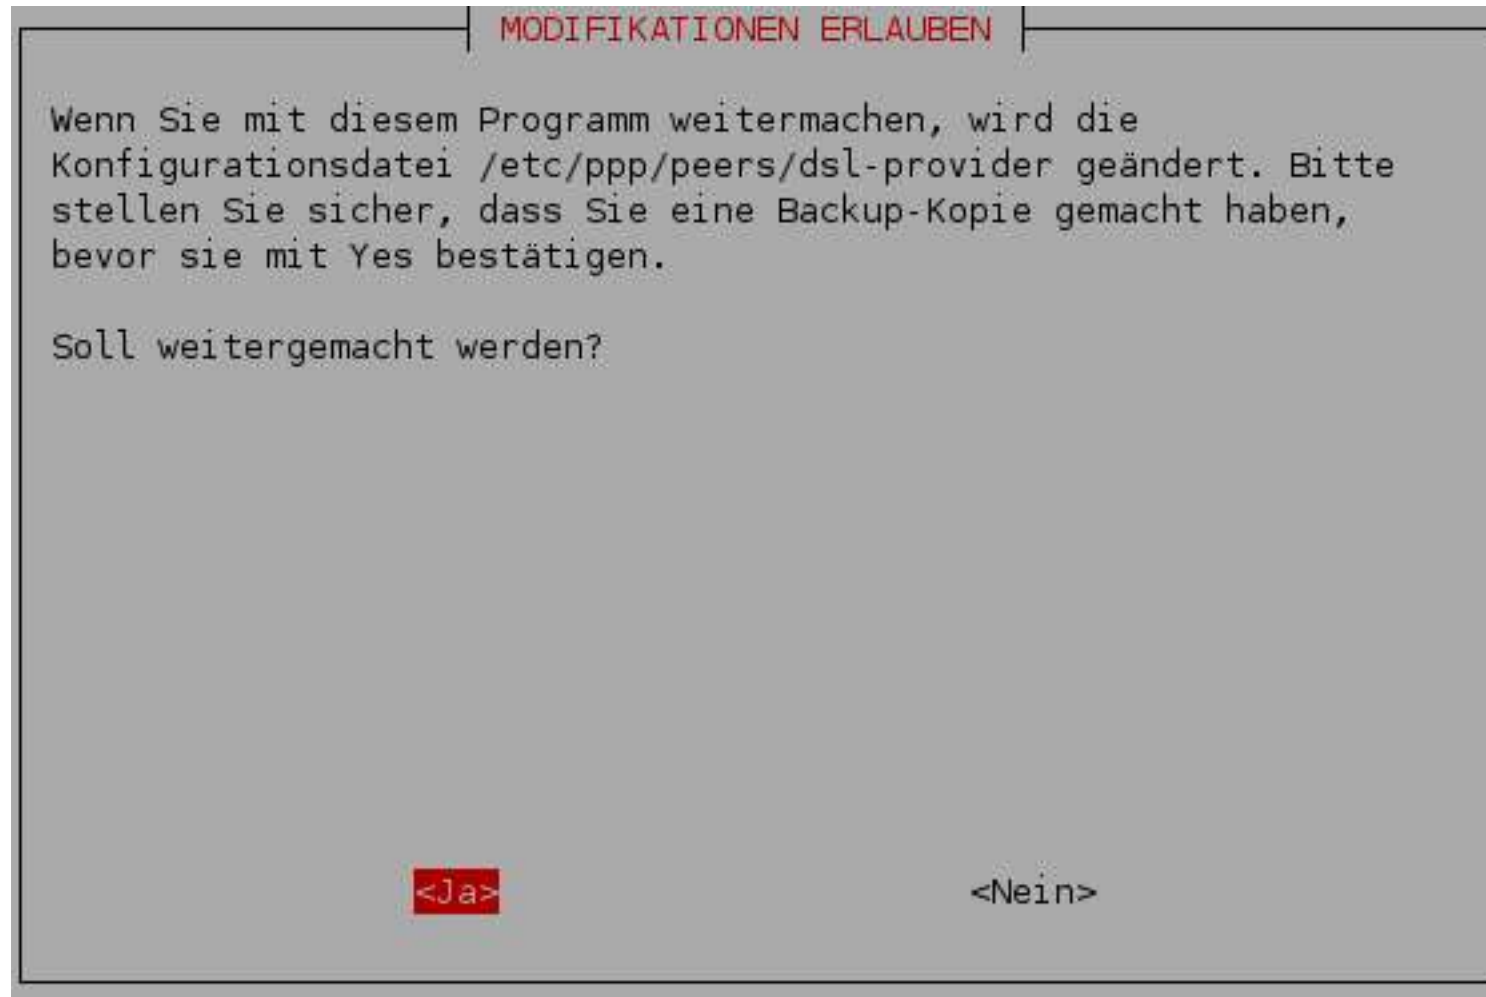 MODIFIKATIONEN ERLAUBEN
Wenn Sie mit diesem Programm weitermachen, wird die
Konfigurationsdatei /etc/ppp/peers/dsl-provider geändert. Bitte
stellen Sie sicher, dass Sie eine Backup-Kopie gemacht haben,
bevor sie mit Yes bestätigen.
Soll weitergemacht werden?
<Ja> <Nein>